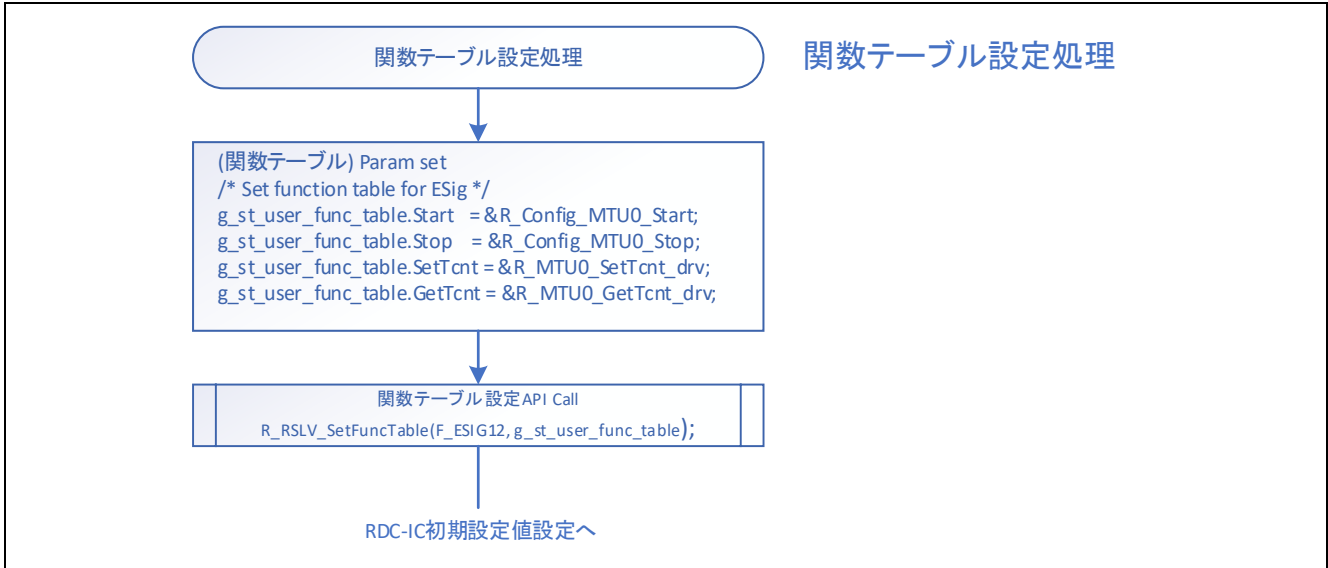 関数テーブル設定処理
関数テーブル設定処理
(関数テーブル) Param set
/* Set function table for ESig */
g_st_user_func_table.Start = &R_Config_MTU0_Start;
g_st_user_func_table.Stop = &R_Config_MTU0_Stop;
g_st_user_func_table.SetTcnt = &R_MTU0_SetTcnt_drv;
g_st_user_func_table.GetTcnt = &R_MTU0_GetTcnt_drv;
関数テーブル設定API Call
R_RSLV_SetFuncTable(F_ESIG12, g_st_user_func_table);
RDC-IC初期設定値設定へ